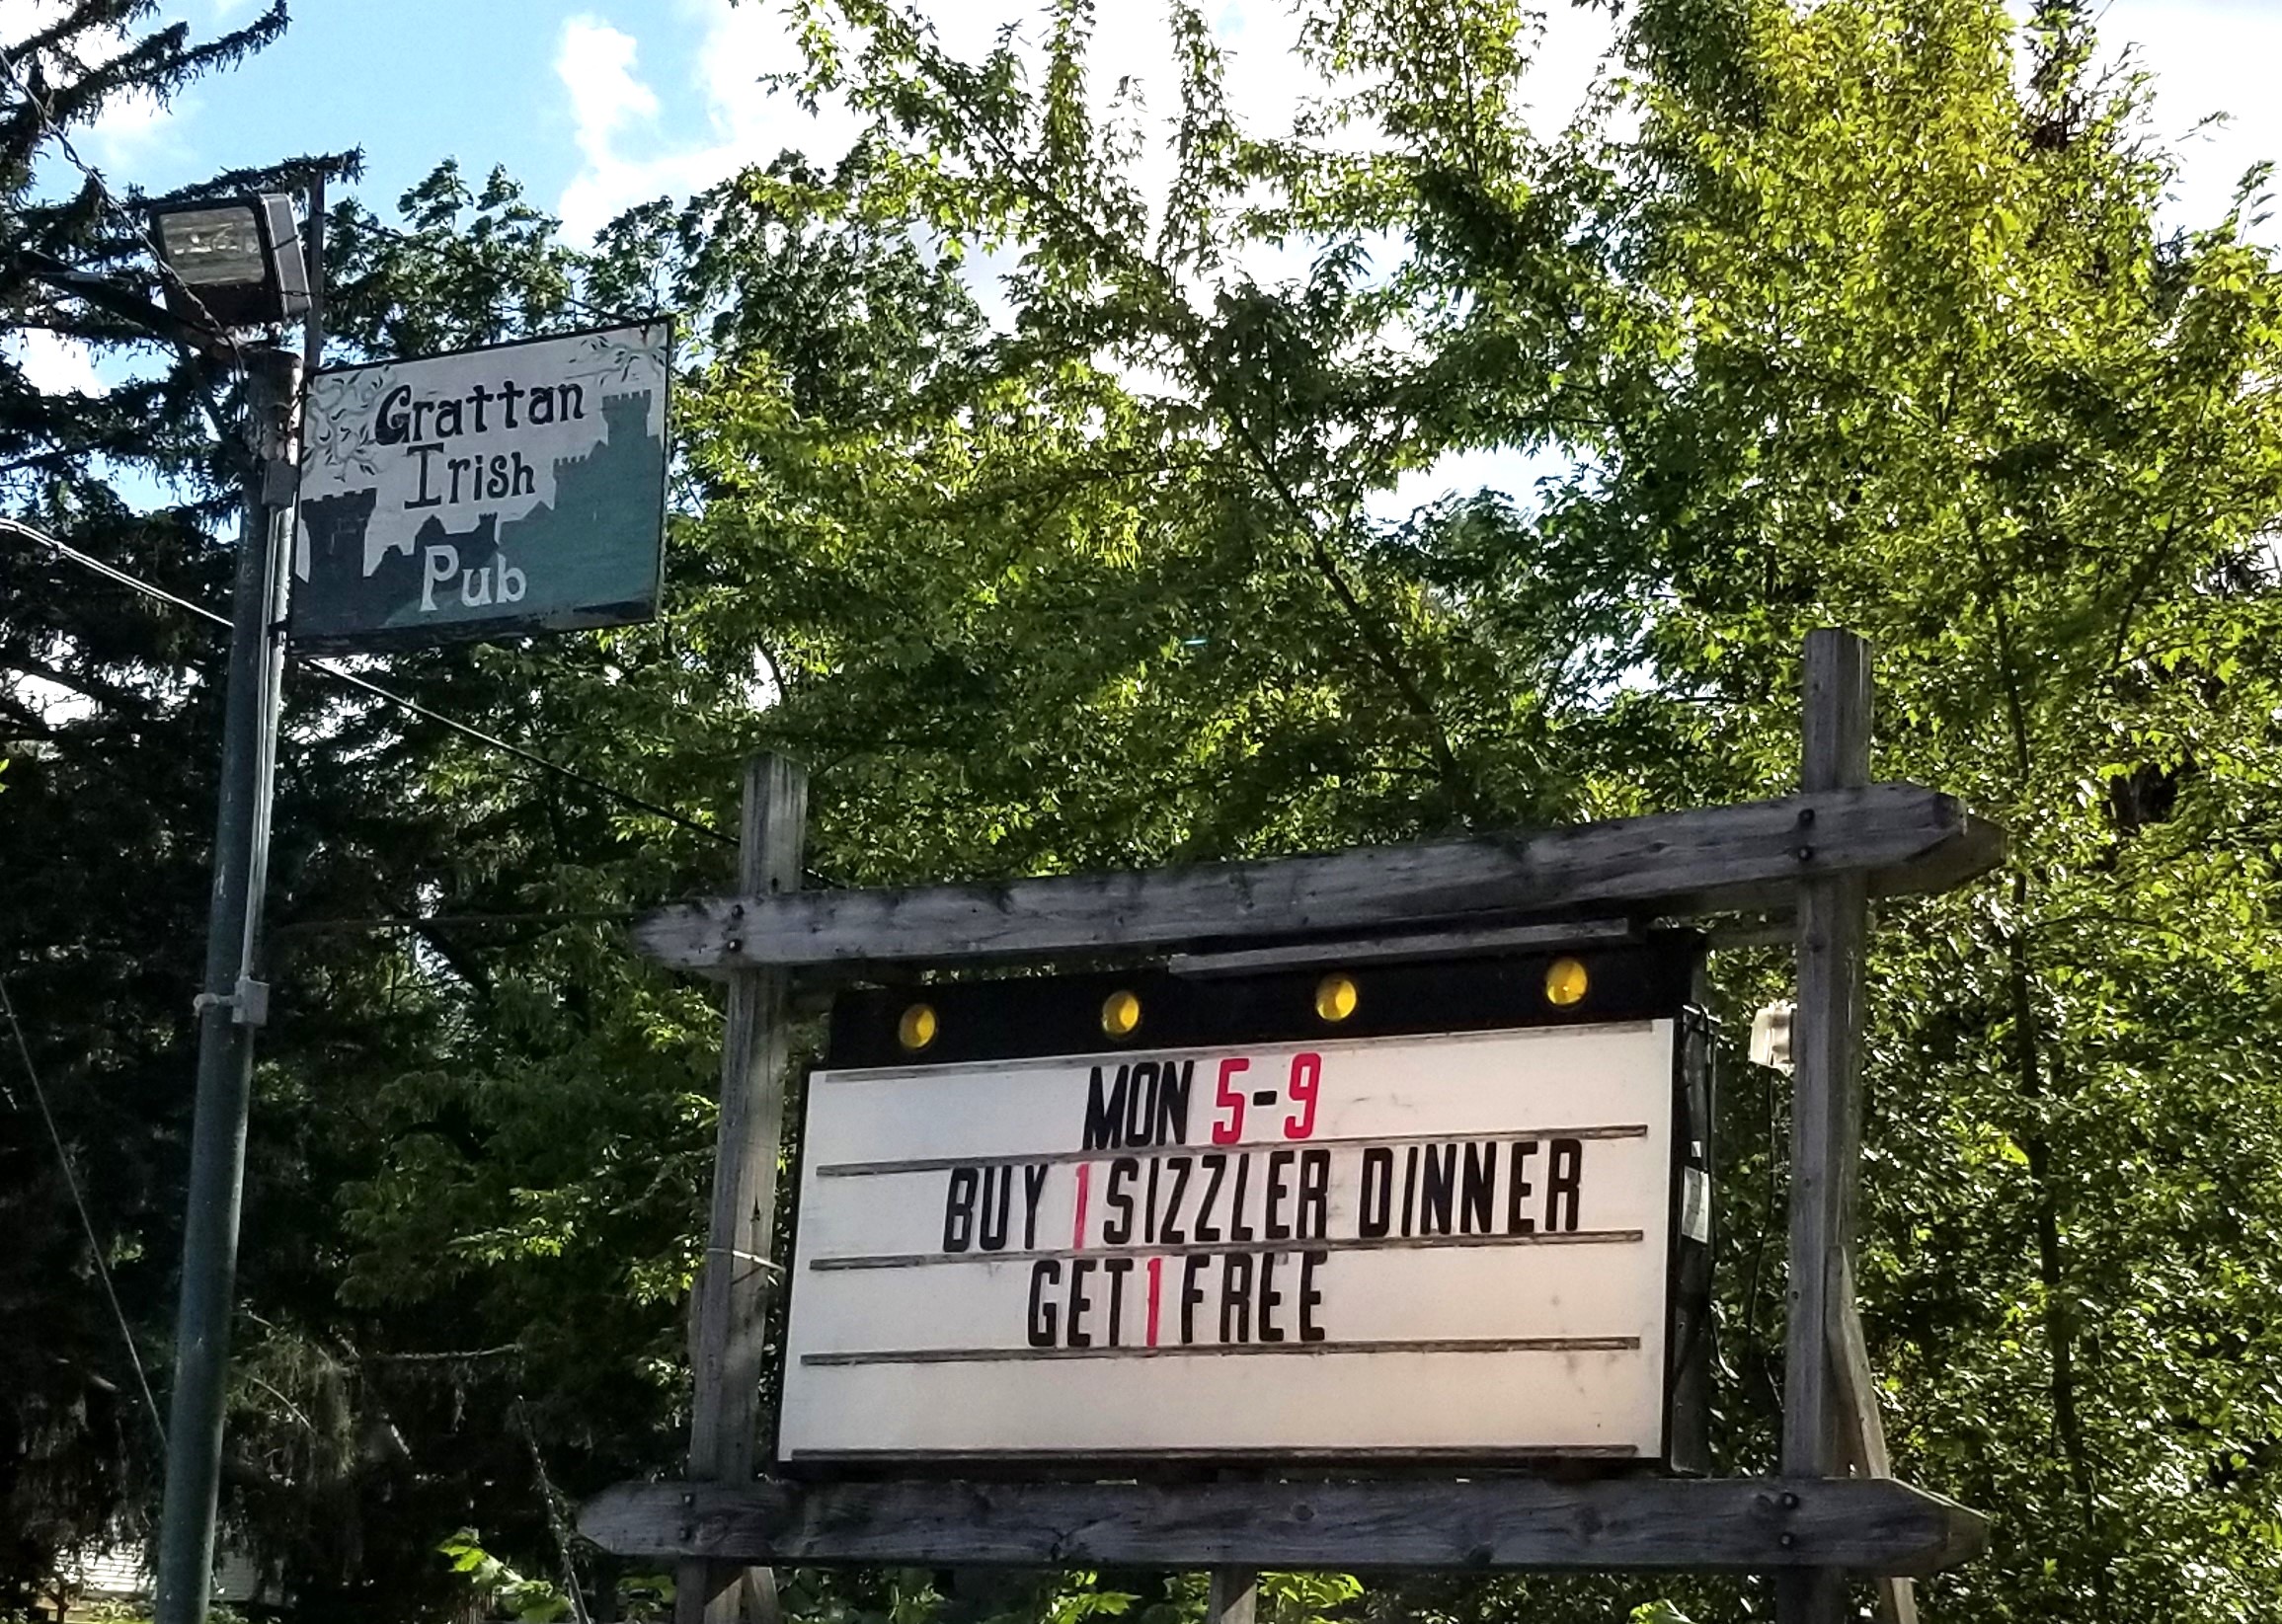 Grattan
Irish
Pub
MON 5-9
BUY 1 SIZZLER DINNER
GET 1 FREE